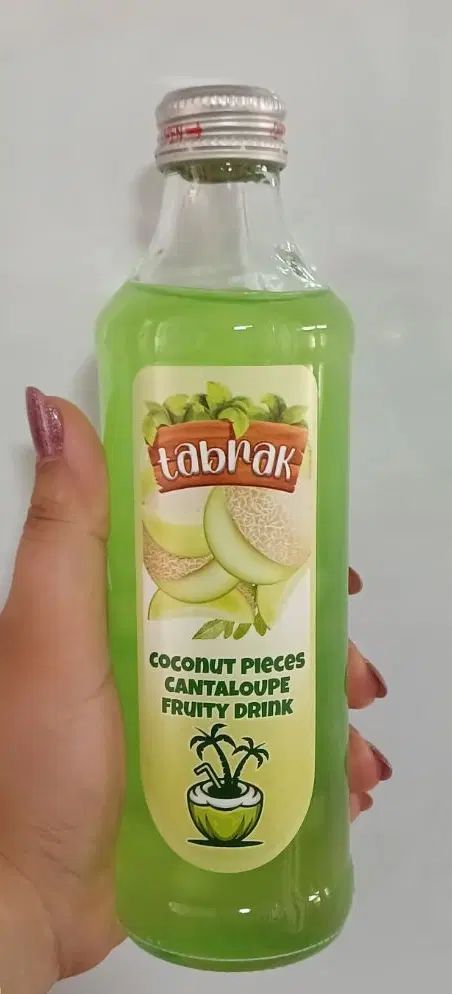 tabrak
COCONUT PIECES
CANTALOUPE
FRUITY DRINK